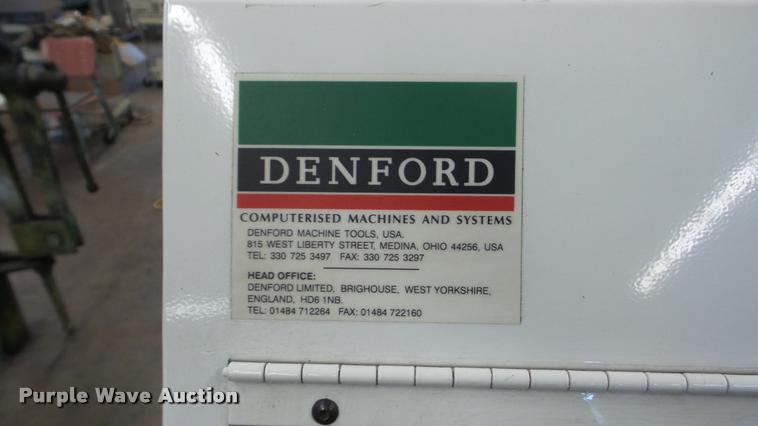 DENFORD
COMPUTERISED MACHINES AND SYSTEMS
DENFORD MACHINE TOOLS, USA.
815 WEST LIBERTY STREET, MEDINA, OHIO 44256, USA
TEL: 330 725 3497 FAX: 330 725 3297
HEAD OFFICE:
DENFORD LIMITED, BRIGHOUSE, WEST YORKSHIRE,
ENGLAND, HD6 1NB.
TEL: 01484 712264 FAX: 01484 722160
Purple Wave Auction